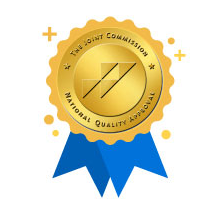 The Joint Commission
National Quality Approval